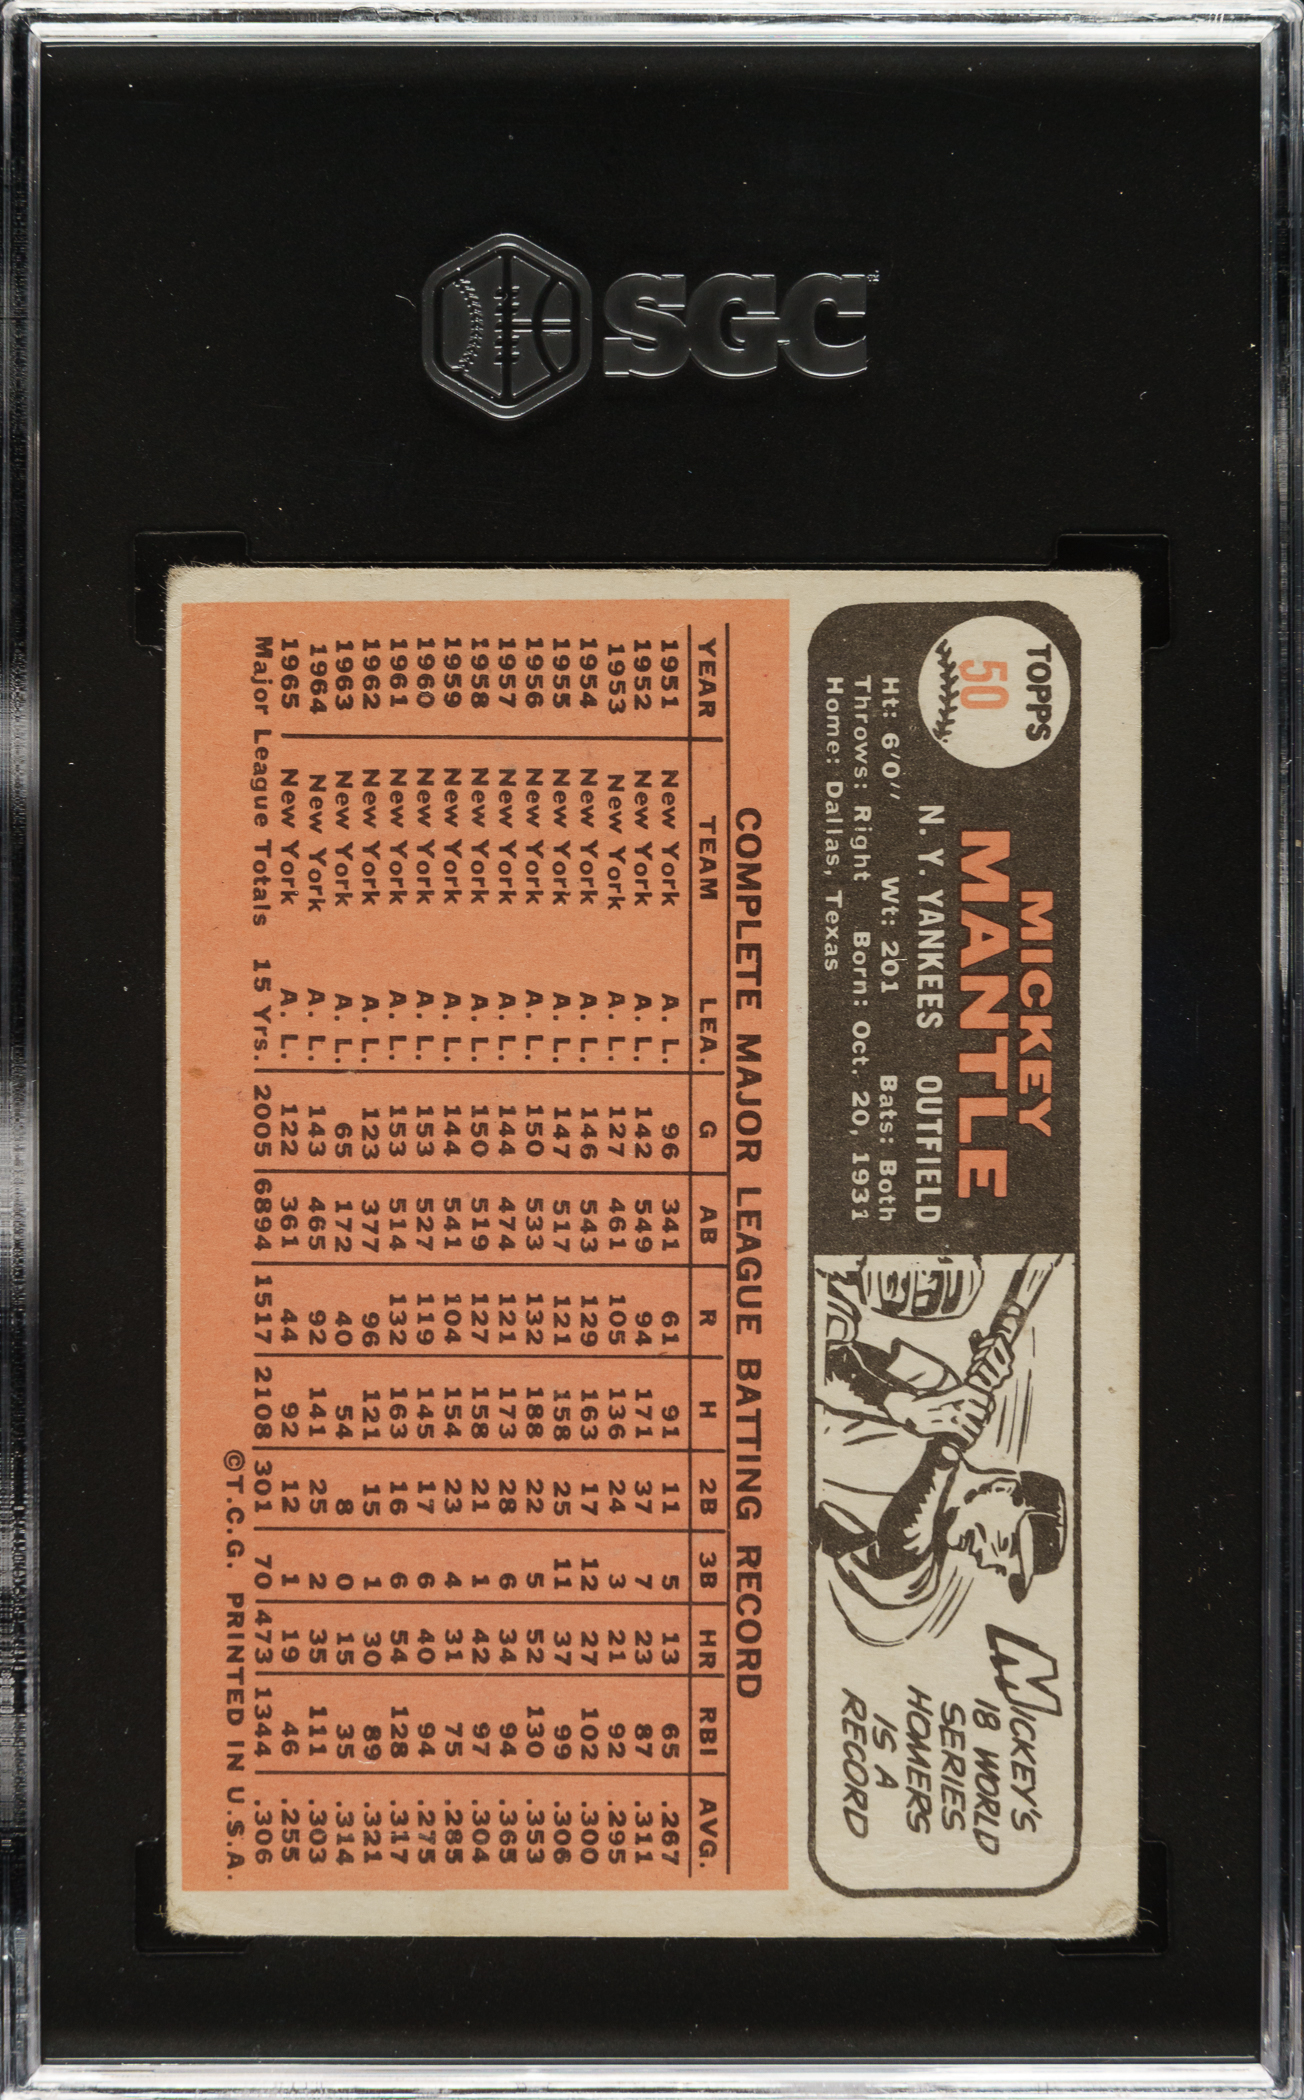 SGC
TOPPS
50
MICKEY
MANTLE
N. Y. YANKEES OUTFIELD
Ht: 6'0'' Wt: 201 Bats: Both
Throws: Right Born: Oct. 20, 1931
Home: Dallas, Texas
MICKEY'S
18 WORLD
SERIES
HOMERS
IS A
RECORD
COMPLETE MAJOR LEAGUE BATTING RECORD
YEAR TEAM LEA. G AB R H 2B 3B HR RBI AVG.
1951 New York A. L. 96 341 61 91 11 5 13 65 .267
1952 New York A. L. 142 549 94 171 37 7 23 87 .311
1953 New York A. L. 127 461 105 136 24 3 21 92 .295
1954 New York A. L. 146 543 129 163 17 12 27 102 .300
1955 New York A. L. 147 517 121 158 25 11 37 99 .306
1956 New York A. L. 150 533 132 188 22 5 52 130 .353
1957 New York A. L. 144 474 121 173 28 6 34 94 .365
1958 New York A. L. 150 519 127 158 21 1 42 97 .304
1959 New York A. L. 144 541 104 154 23 4 31 75 .285
1960 New York A. L. 153 527 119 145 17 6 40 94 .275
1961 New York A. L. 153 514 132 163 16 6 54 128 .317
1962 New York A. L. 123 377 96 121 15 1 30 89 .321
1963 New York A. L. 65 172 40 54 8 0 15 35 .314
1964 New York A. L. 143 465 92 141 25 2 35 111 .303
1965 New York A. L. 122 361 44 92 12 1 19 46 .255
Major League Totals 15 Yrs. 2005 6894 1517 2108 301 70 473 1344 .306
©T.C.G. PRINTED IN U.S.A.